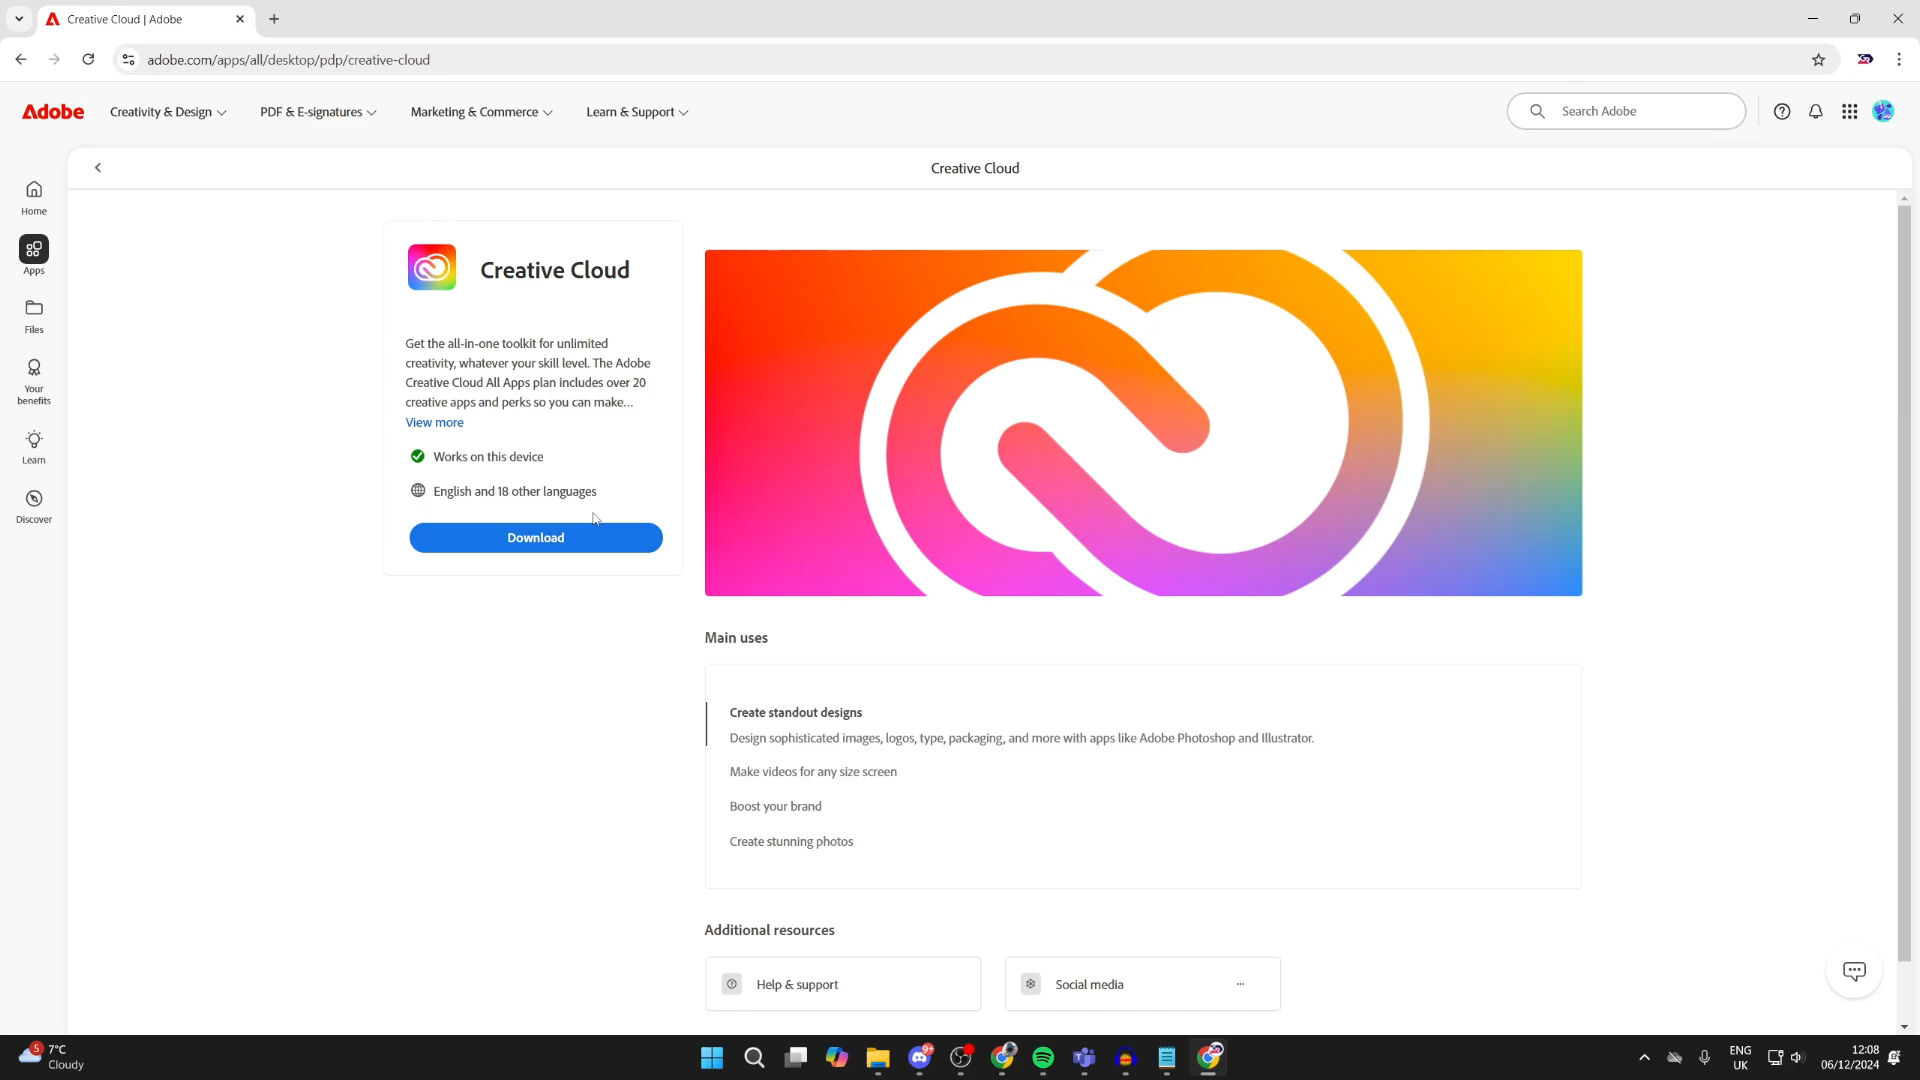 Creative Cloud | Adobe
adobe.com/apps/all/desktop/pdp/creative-cloud
Adobe
Creativity & Design
PDF & E-signatures
Marketing & Commerce
Learn & Support
Search Adobe
Creative Cloud
Home
Apps
Files
Your
benefits
Learn
Discover
Creative Cloud
Get the all-in-one toolkit for unlimited
creativity, whatever your skill level. The Adobe
Creative Cloud All Apps plan includes over 20
creative apps and perks so you can make...
View more
Works on this device
English and 18 other languages
Download
Main uses
Create standout designs
Design sophisticated images, logos, type, packaging, and more with apps like Adobe Photoshop and Illustrator.
Make videos for any size screen
Boost your brand
Create stunning photos
Additional resources
Help & support
Social media
5
7°C
Cloudy
9+
ENG
UK
12:08
06/12/2024